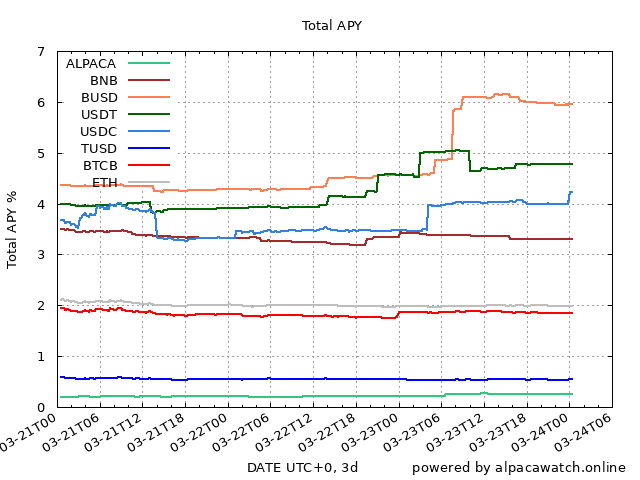 Total APY
7
6
5
4
3
2
1
0
Total APY %
ALPACA
BNB
BUSD
USDT
USDC
TUSD
BTCB
ETH
03-21T00
03-21T06
03-21T12
03-21T18
03-22T00
03-22T06
03-22T12
03-22T18
03-23T00
03-23T06
03-23T12
03-23T18
03-24T00
03-24T06
DATE UTC+0, 3d
powered by alpacawatch.online